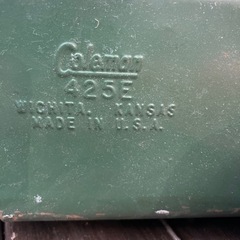 Coleman
425E
WICHITA, KANSAS
MADE IN U.S.A.